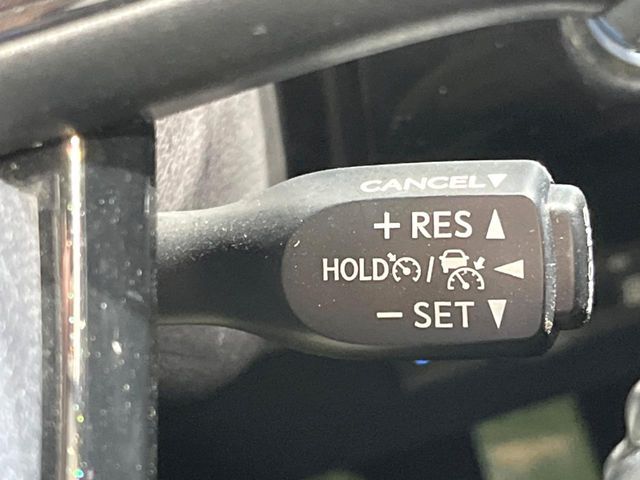 CANCEL▼
+ RES ▲
HOLD / ◀
− SET ▼